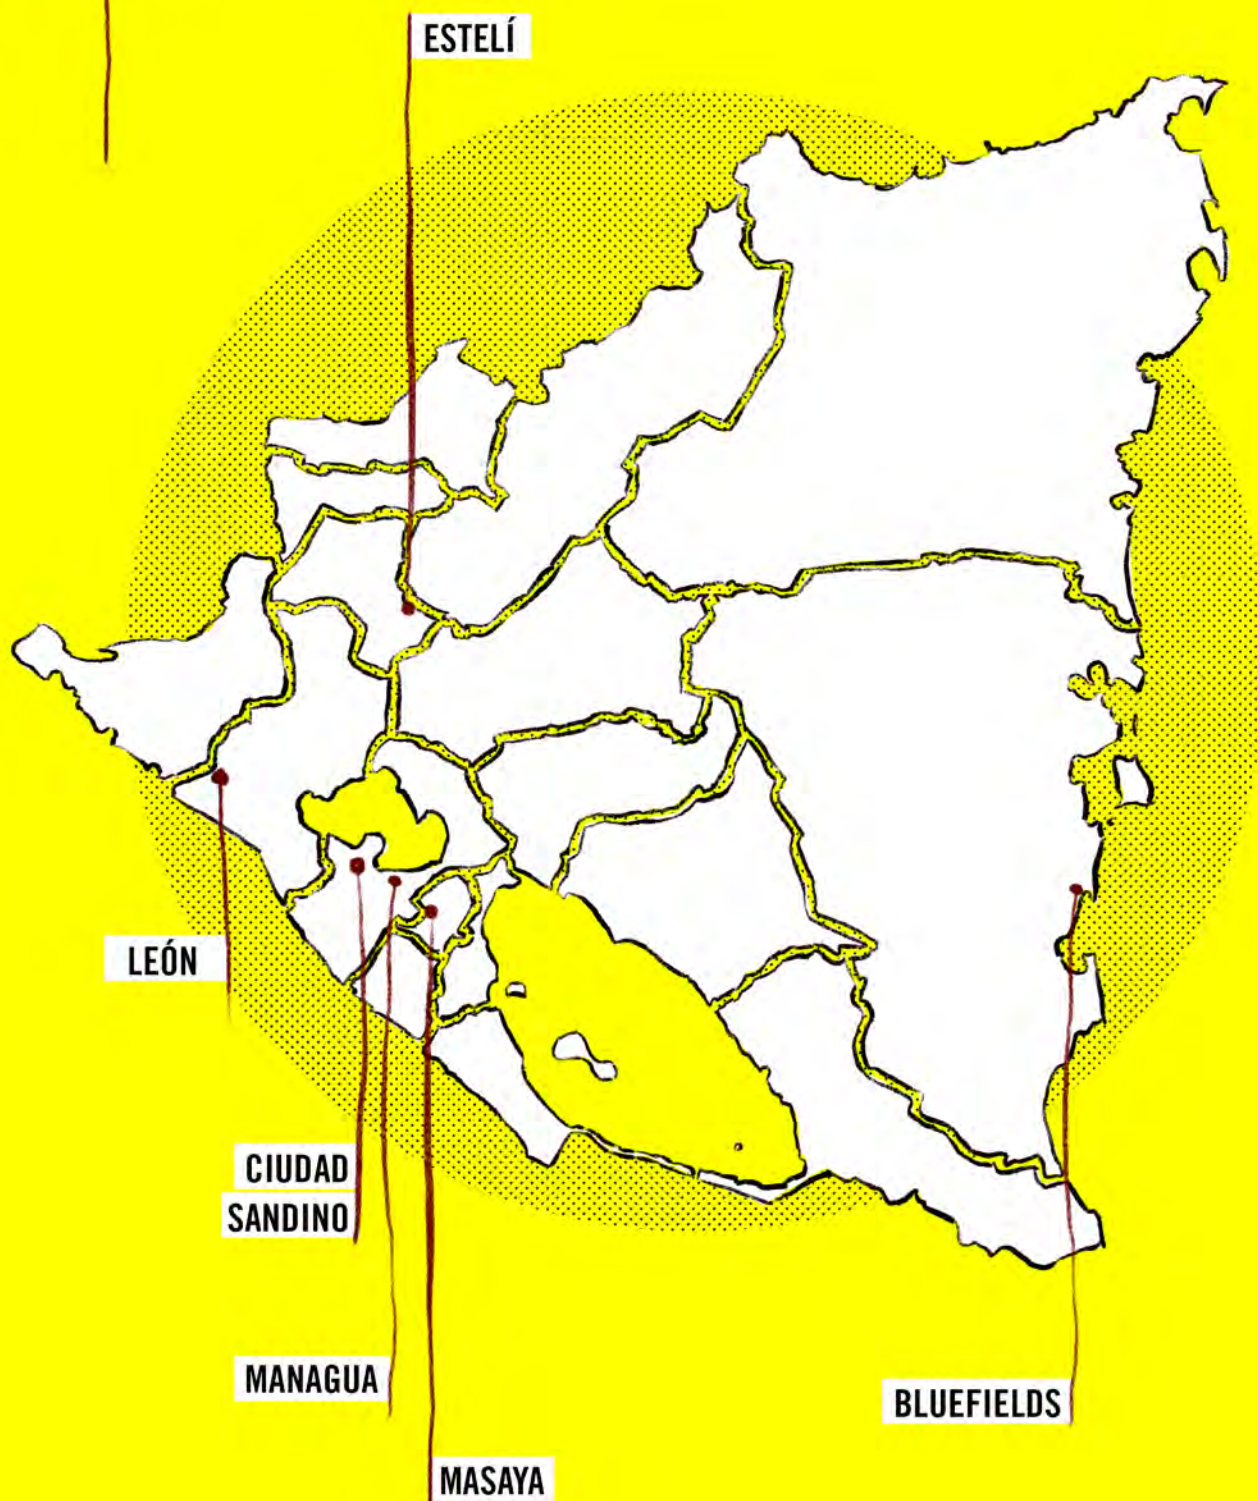 ESTELÍ
LEÓN
CIUDAD
SANDINO
MANAGUA
BLUEFIELDS
MASAYA